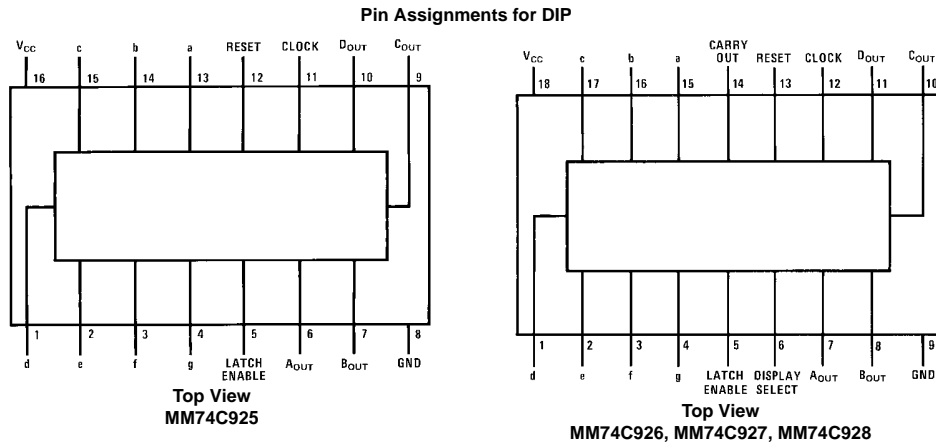 Pin Assignments for DIP
VCC c b a RESET CLOCK DOUT COUT
16 15 14 13 12 11 10 9
1 2 3 4 5 6 7 8
d e f g LATCH ENABLE AOUT BOUT GND
Top View
MM74C925
VCC c b a CARRY OUT RESET CLOCK DOUT COUT
18 17 16 15 14 13 12 11 10
1 2 3 4 5 6 7 8 9
d e f g LATCH ENABLE DISPLAY SELECT AOUT BOUT GND
Top View
MM74C926, MM74C927, MM74C928